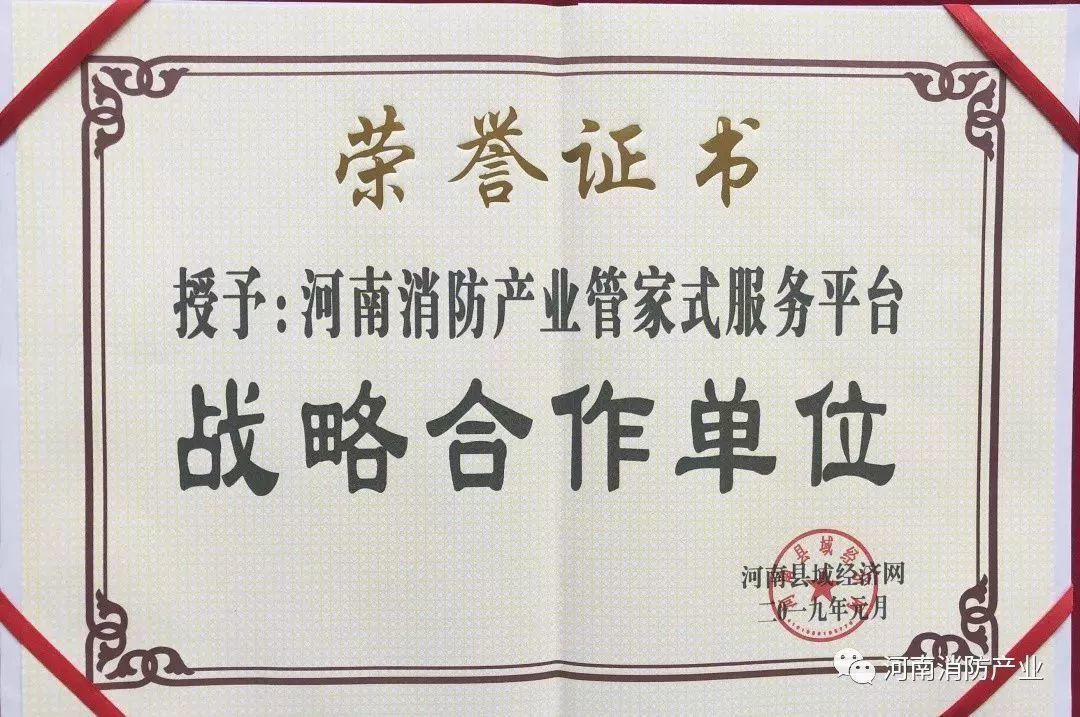 荣誉证书
授予:河南消防产业管家式服务平台
战略合作单位
河南县域经济网
二0一九年元月
河南消防产业